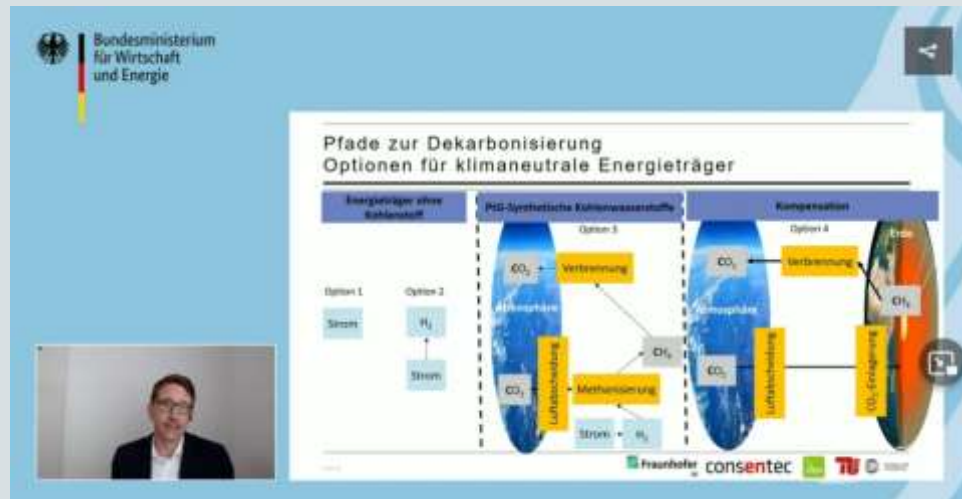 Bundesministerium
für Wirtschaft
und Energie
Pfade zur Dekarbonisierung
Optionen für klimaneutrale Energieträger
Energieträger ohne
Kohlenstoff
PtG-Synthetische Kohlenwasserstoffe
Kompensation
Option 1
Strom
Option 2
H₂
Strom
Option 3
CO₂
Verbrennung
Atmosphäre
CH₄
CO₂
Luftabscheidung
Methanisierung
Strom
H₂
Option 4
Erde
CO₂
Verbrennung
CH₄
Atmosphäre
CO₂
Luftabscheidung
CO₂-Einlagerung
Fraunhofer
consentec
ifeu
TU